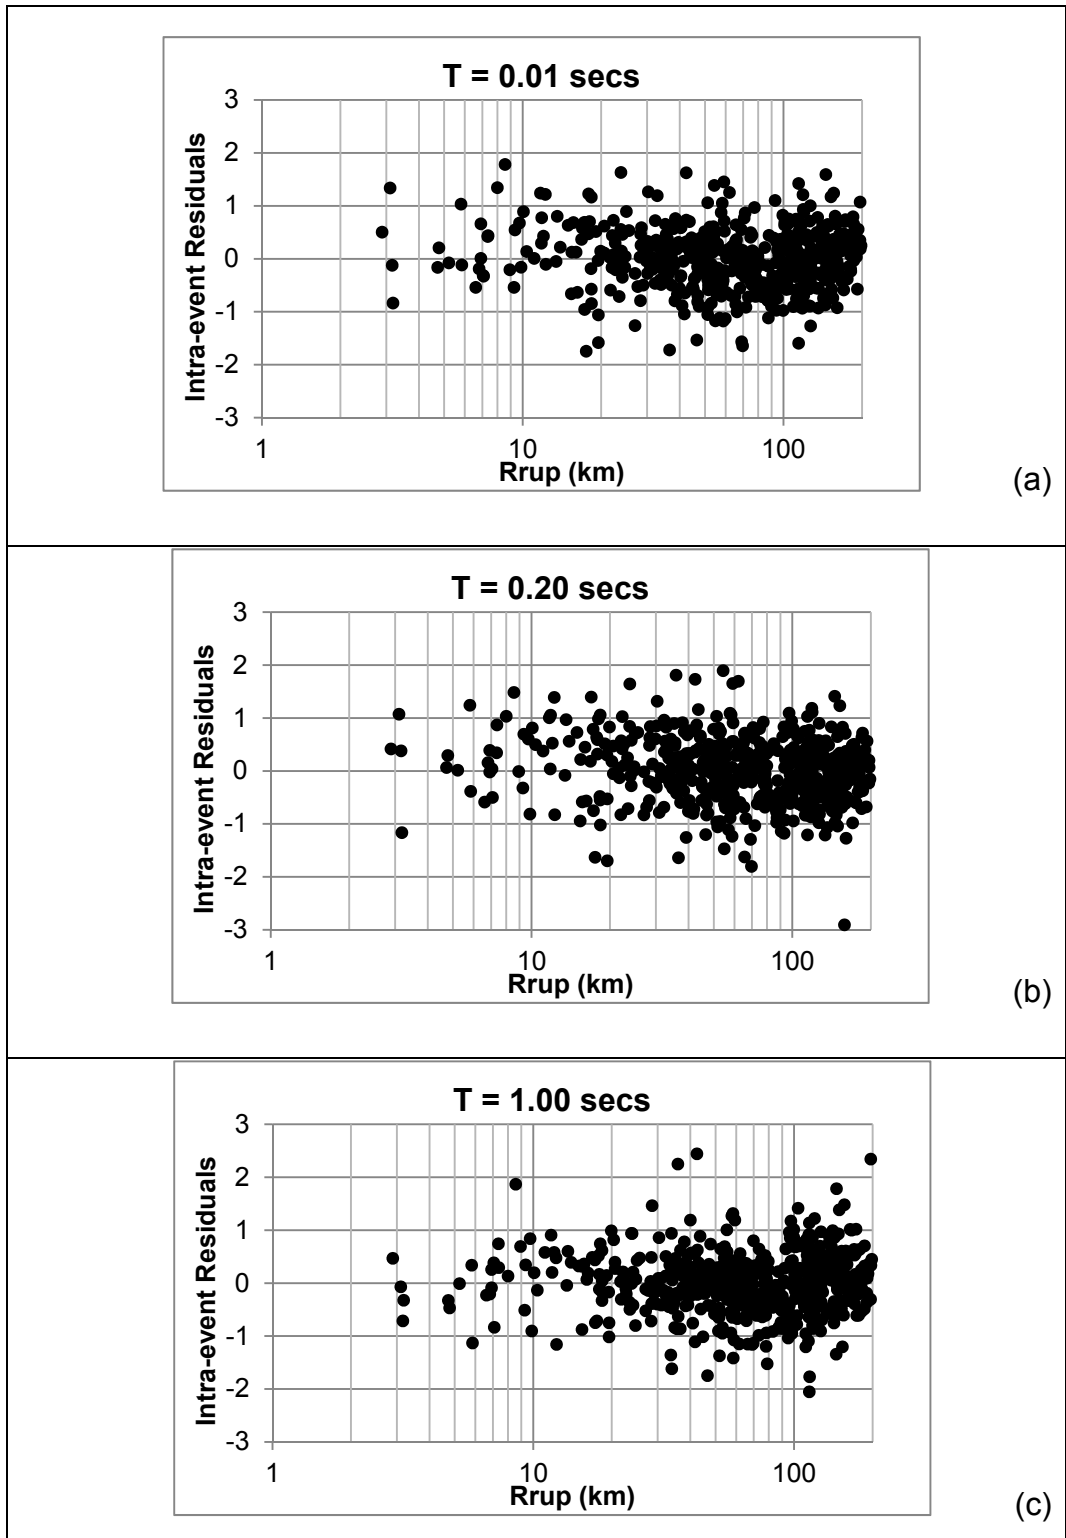 T = 0.01 secs
Intra-event Residuals
3
2
1
0
-1
-2
-3
1
10
100
Rrup (km)
(a)
T = 0.20 secs
Intra-event Residuals
3
2
1
0
-1
-2
-3
1
10
100
Rrup (km)
(b)
T = 1.00 secs
Intra-event Residuals
3
2
1
0
-1
-2
-3
1
10
100
Rrup (km)
(c)